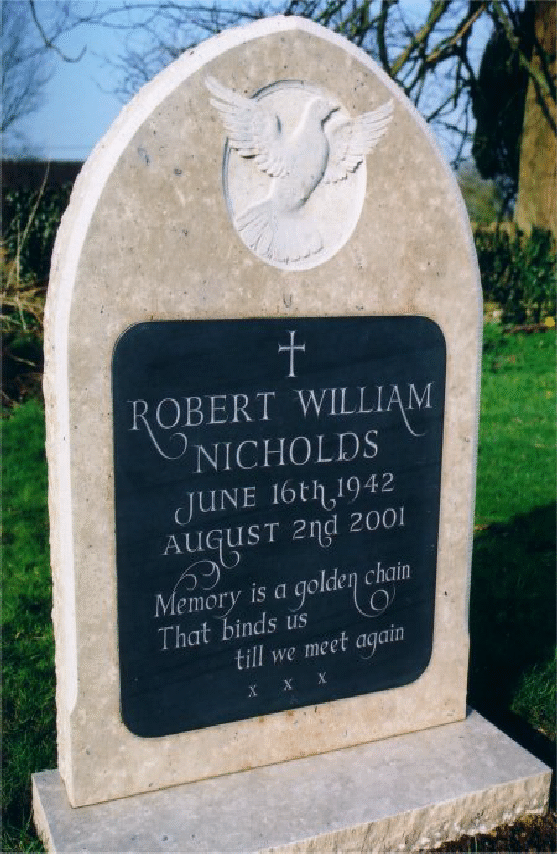 ROBERT WILLIAM
NICHOLDS
JUNE 16th 1942
AUGUST 2nd 2001
Memory is a golden chain
That binds us
till we meet again
x x x